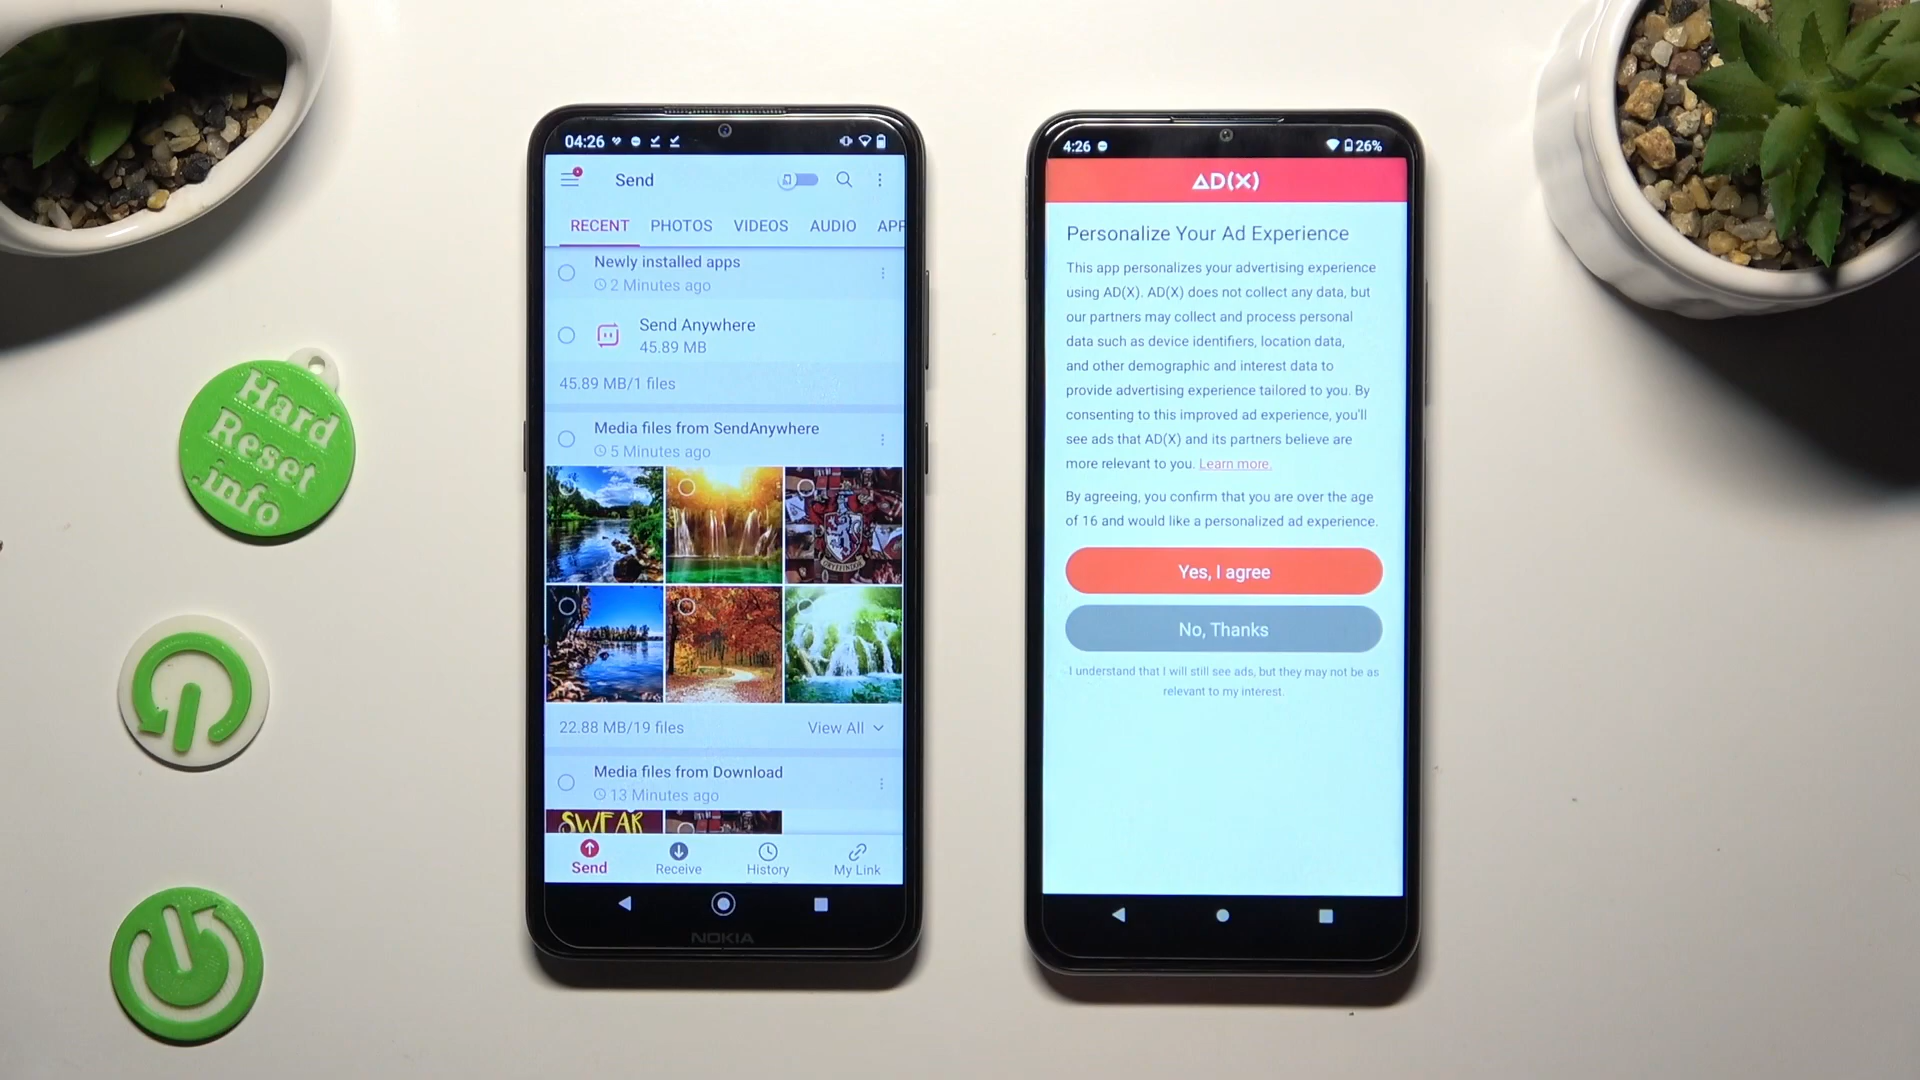 Hard
Reset
.info
04:26
Send
RECENT PHOTOS VIDEOS AUDIO APP
Newly installed apps
2 Minutes ago
Send Anywhere
45.89 MB
45.89 MB/1 files
Media files from SendAnywhere
5 Minutes ago
GRYFFINDOR
22.88 MB/19 files View All
Media files from Download
13 Minutes ago
SWEAR
Send Receive History My Link
NOKIA
4:26 26%
AD(X)
Personalize Your Ad Experience
This app personalizes your advertising experience
using AD(X). AD(X) does not collect any data, but
our partners may collect and process personal
data such as device identifiers, location data,
and other demographic and interest data to
provide advertising experience tailored to you. By
consenting to this improved ad experience, you'll
see ads that AD(X) and its partners believe are
more relevant to you. Learn more.
By agreeing, you confirm that you are over the age
of 16 and would like a personalized ad experience.
Yes, I agree
No, Thanks
I understand that I will still see ads, but they may not be as
relevant to my interest.